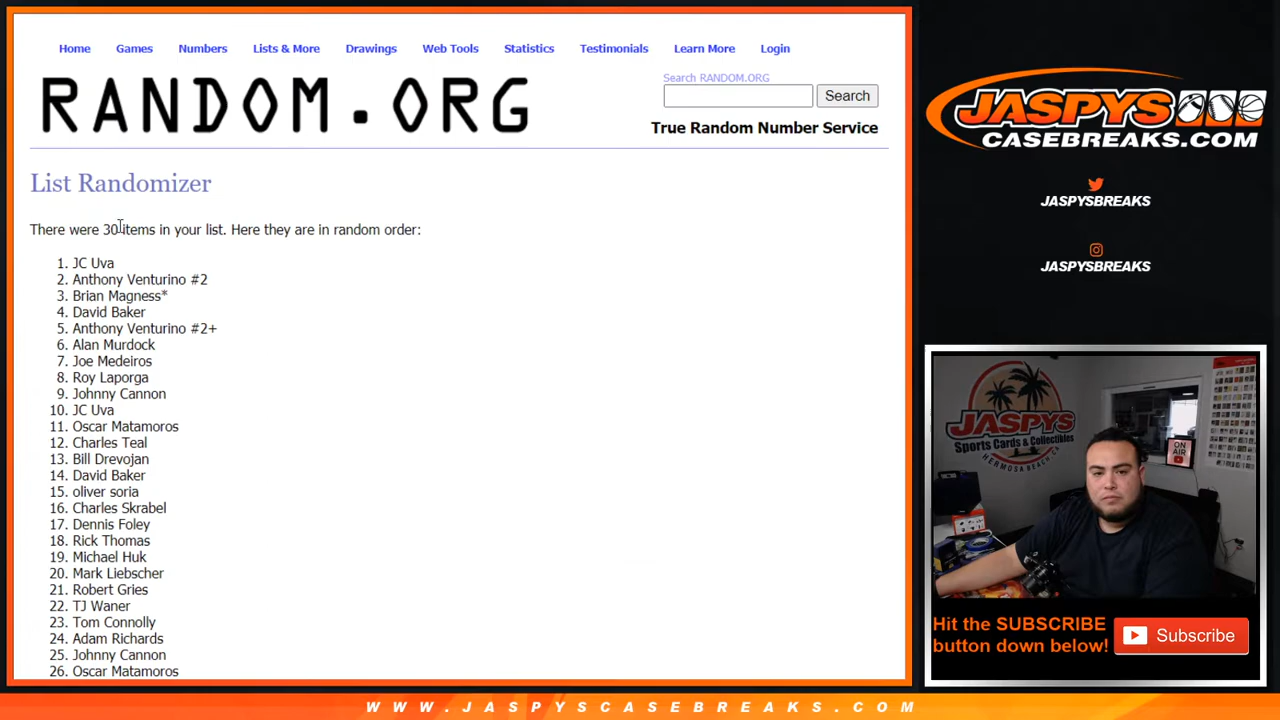 Home Games Numbers Lists & More Drawings Web Tools Statistics Testimonials Learn More Login
RANDOM.ORG
Search RANDOM.ORG
Search
True Random Number Service
List Randomizer
There were 30 items in your list. Here they are in random order:
1. JC Uva
2. Anthony Venturino #2
3. Brian Magness*
4. David Baker
5. Anthony Venturino #2+
6. Alan Murdock
7. Joe Medeiros
8. Roy Laporga
9. Johnny Cannon
10. JC Uva
11. Oscar Matamoros
12. Charles Teal
13. Bill Drevojan
14. David Baker
15. oliver soria
16. Charles Skrabel
17. Dennis Foley
18. Rick Thomas
19. Michael Huk
20. Mark Liebscher
21. Robert Gries
22. TJ Waner
23. Tom Connolly
24. Adam Richards
25. Johnny Cannon
26. Oscar Matamoros
JASPYS
CASEBREAKS.COM
JASPYSBREAKS
JASPYSBREAKS
JASPYS
Sports Cards & Collectibles
HERMOSA BEACH
ON AIR
Hit the SUBSCRIBE
button down below!
Subscribe
WWW.JASPYSCASEBREAKS.COM